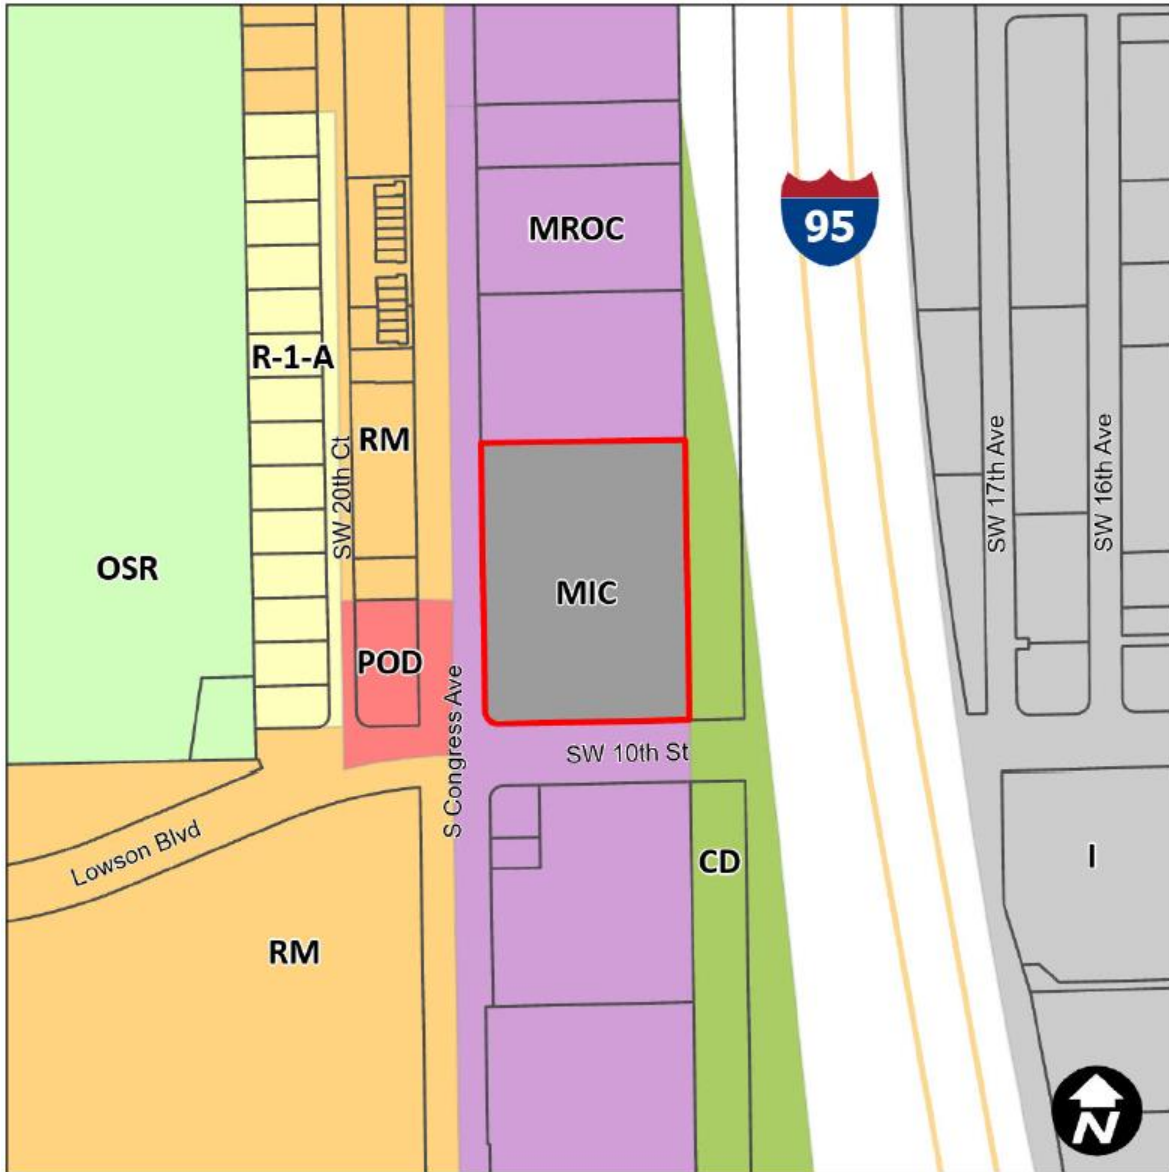 MROC
95
R-1-A
RM
SW 20th Ct
SW 17th Ave
SW 16th Ave
OSR
MIC
POD
S Congress Ave
SW 10th St
Lowson Blvd
CD
I
RM
N